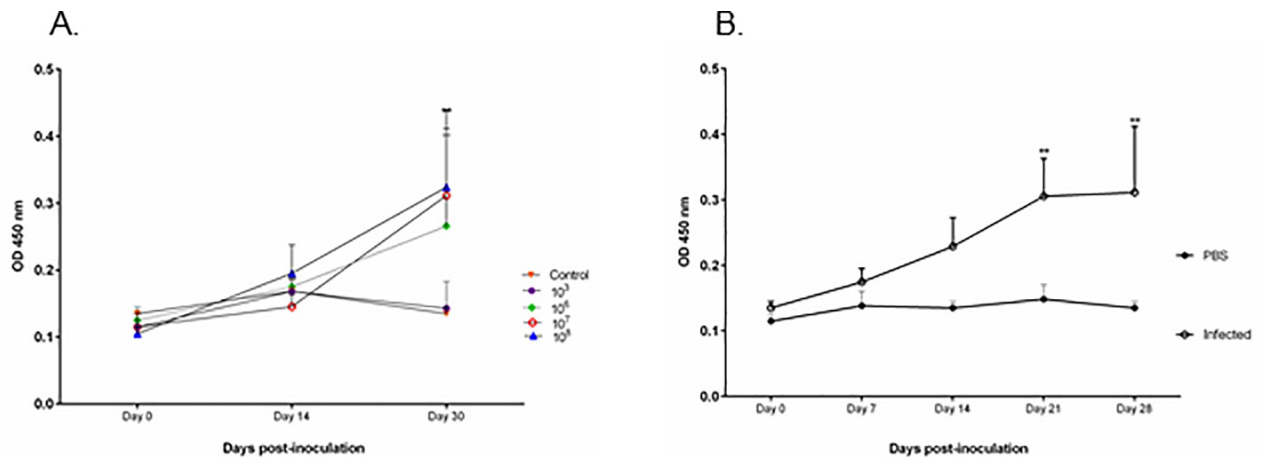 A.
0.5
0.4
0.3
0.2
0.1
0.0
OD 450 nm
**
Day 0
Day 14
Day 30
Days post-inoculation
Control
10³
10⁶
10⁷
10⁸
B.
0.5
0.4
0.3
0.2
0.1
0.0
OD 450 nm
**
**
Day 0
Day 7
Day 14
Day 21
Day 28
Days post-inoculation
PBS
Infected